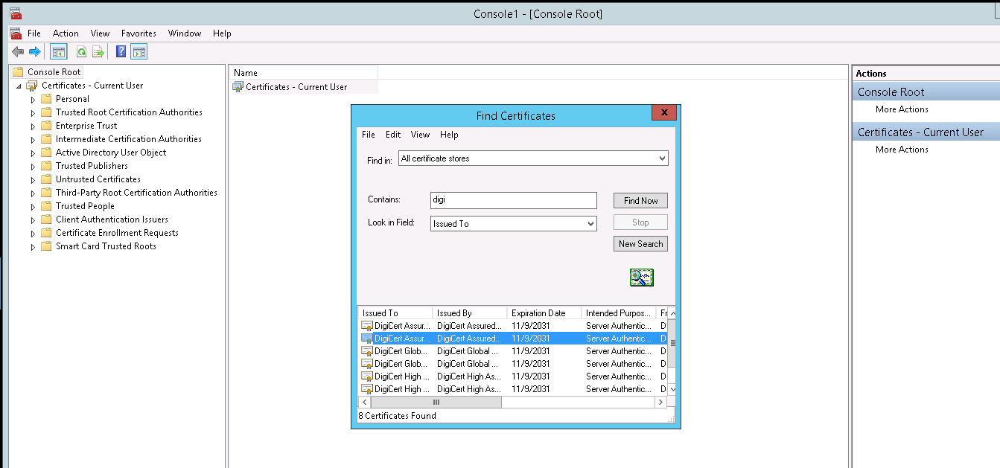 Console1 - [Console Root]
File Action View Favorites Window Help
Console Root
Certificates - Current User
Personal
Trusted Root Certification Authorities
Enterprise Trust
Intermediate Certification Authorities
Active Directory User Object
Trusted Publishers
Untrusted Certificates
Third-Party Root Certification Authorities
Trusted People
Client Authentication Issuers
Certificate Enrollment Requests
Smart Card Trusted Roots
Name
Certificates - Current User
Find Certificates
File Edit View Help
Find in: All certificate stores
Contains: digi
Find Now
Look in Field: Issued To
Stop
New Search
Issued To Issued By Expiration Date Intended Purpos... Fr
DigiCert Assur... DigiCert Assured... 11/9/2031 Server Authentic... D
DigiCert Assur... DigiCert Assured... 11/9/2031 Server Authentic... D
DigiCert Glob... DigiCert Global ... 11/9/2031 Server Authentic... D
DigiCert Glob... DigiCert Global ... 11/9/2031 Server Authentic... D
DigiCert High ... DigiCert High As... 11/9/2031 Server Authentic... D
DigiCert High ... DigiCert High As... 11/9/2031 Server Authentic... D
8 Certificates Found
Actions
Console Root
More Actions
Certificates - Current User
More Actions